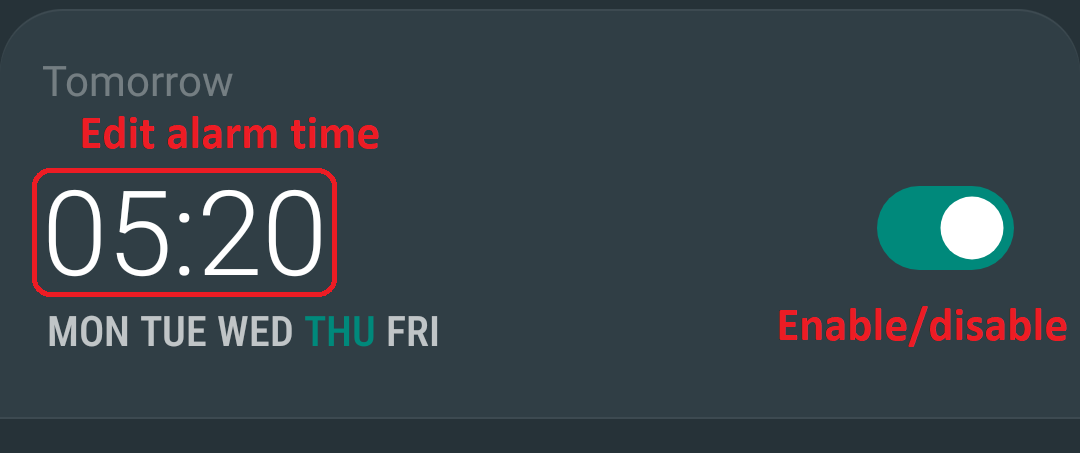 Tomorrow
Edit alarm time
05:20
MON TUE WED THU FRI
Enable/disable